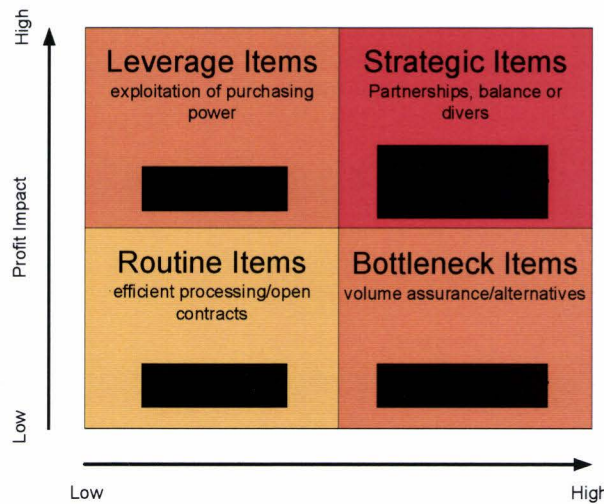 High
Leverage Items
exploitation of purchasing
power
Strategic Items
Partnerships, balance or
divers
Profit Impact
Routine Items
efficient processing/open
contracts
Bottleneck Items
volume assurance/alternatives
Low
Low
High